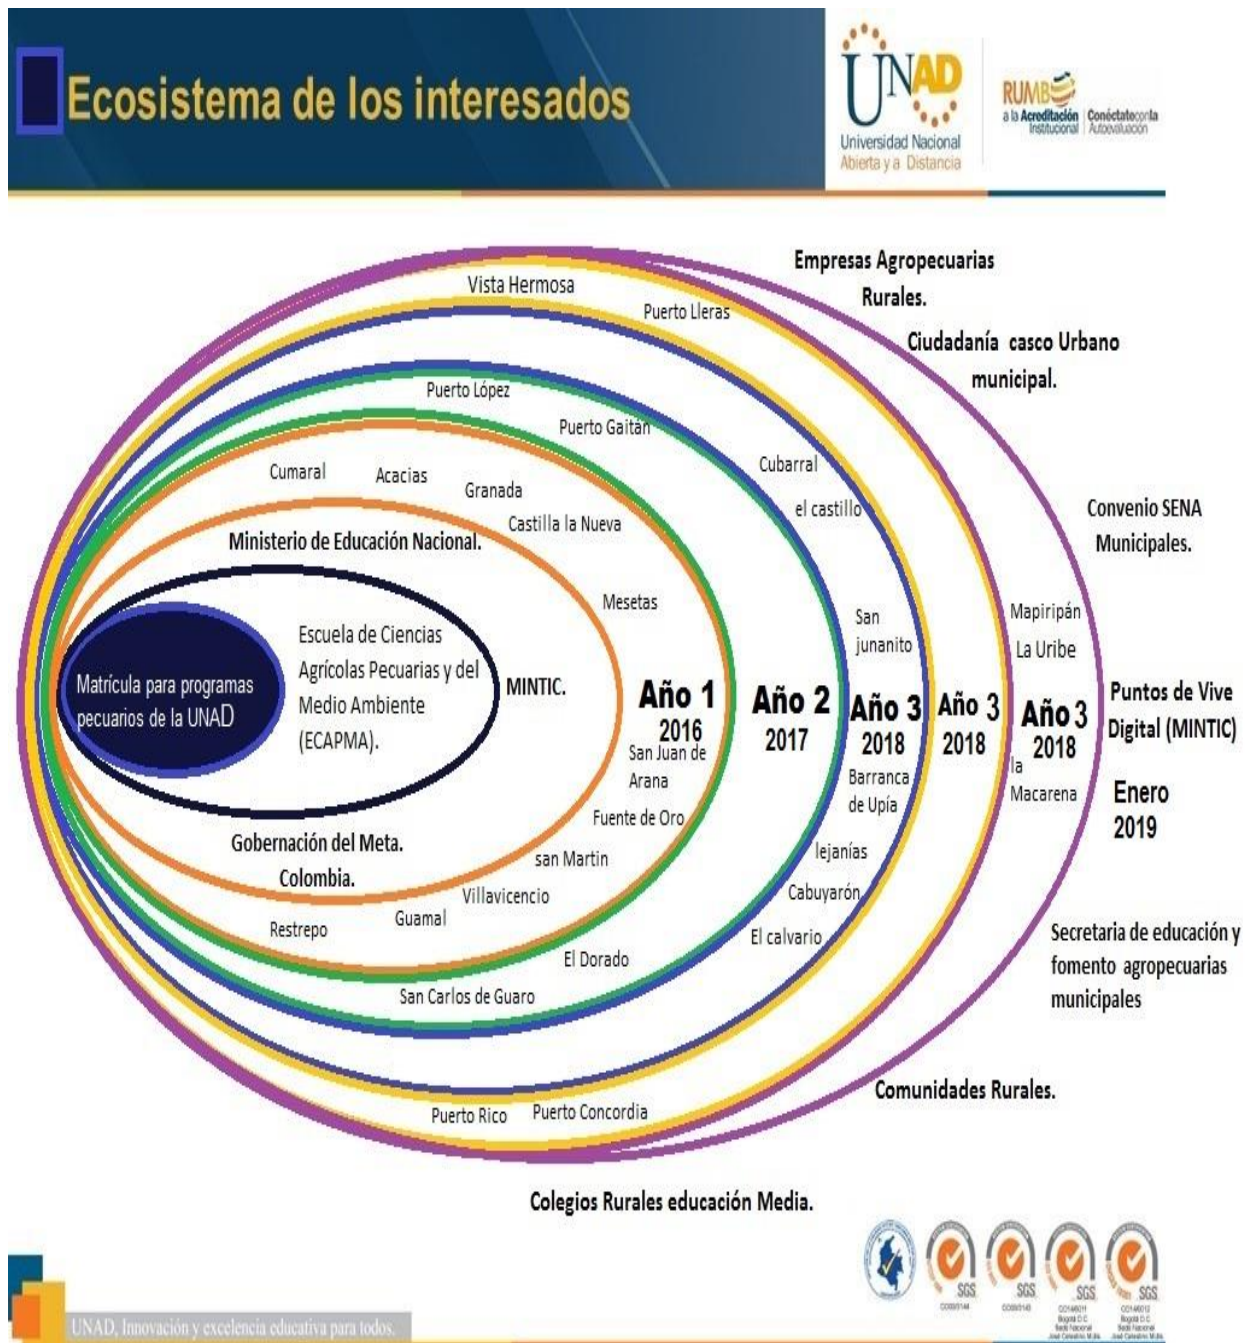 Ecosistema de los interesados
UNAD
Universidad Nacional
Abierta y a Distancia
RUMBO
a la Acreditación
Institucional
Conéctateconla
Autoevaluación
Empresas Agropecuarias
Rurales.
Vista Hermosa
Puerto Lleras
Ciudadanía casco Urbano
municipal.
Puerto López
Puerto Gaitán
Cumaral
Acacias
Granada
Cubarral
el castillo
Castilla la Nueva
Convenio SENA
Municipales.
Ministerio de Educación Nacional.
Mesetas
San
junanito
Mapiripán
La Uribe
Escuela de Ciencias
Agrícolas Pecuarias y del
Medio Ambiente
(ECAPMA).
Matrícula para programas
pecuarios de la UNAD
MINTIC.
Año 1
2016
Año 2
2017
Año 3
2018
Año 3
2018
Año 3
2018
Puntos de Vive
Digital (MINTIC)
San Juan de
Arana
Barranca
de Upía
la
Macarena
Enero
2019
Fuente de Oro
Gobernación del Meta.
Colombia.
san Martin
lejanías
Villavicencio
Cabuyarón
Guamal
Restrepo
El calvario
El Dorado
Secretaria de educación y
fomento agropecuarias
municipales
San Carlos de Guaro
Comunidades Rurales.
Puerto Rico
Puerto Concordia
Colegios Rurales educación Media.
SGS
SGS
SGS
SGS
UNAD, Innovación y excelencia educativa para todos.